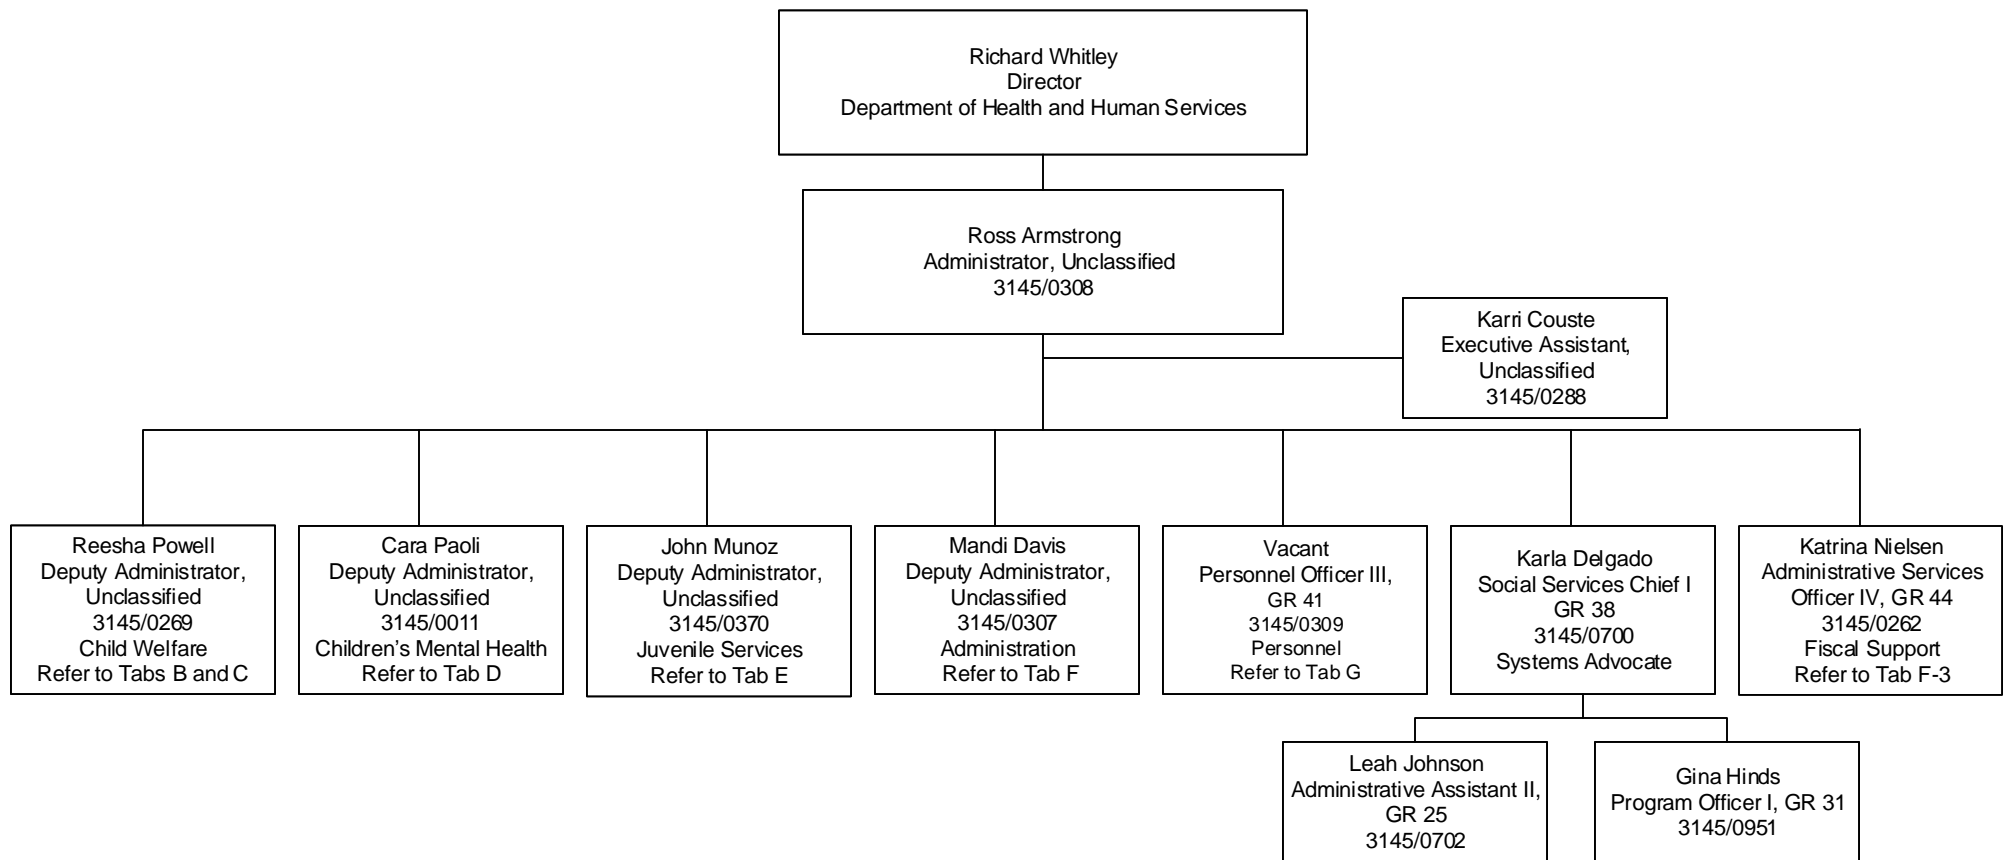 Richard Whitley
Director
Department of Health and Human Services
Ross Armstrong
Administrator, Unclassified
3145/0308
Karri Couste
Executive Assistant,
Unclassified
3145/0288
Reesha Powell
Deputy Administrator,
Unclassified
3145/0269
Child Welfare
Refer to Tabs B and C
Cara Paoli
Deputy Administrator,
Unclassified
3145/0011
Children’s Mental Health
Refer to Tab D
John Munoz
Deputy Administrator,
Unclassified
3145/0370
Juvenile Services
Refer to Tab E
Mandi Davis
Deputy Administrator,
Unclassified
3145/0307
Administration
Refer to Tab F
Vacant
Personnel Officer III,
GR 41
3145/0309
Personnel
Refer to Tab G
Karla Delgado
Social Services Chief I
GR 38
3145/0700
Systems Advocate
Katrina Nielsen
Administrative Services
Officer IV, GR 44
3145/0262
Fiscal Support
Refer to Tab F-3
Leah Johnson
Administrative Assistant II,
GR 25
3145/0702
Gina Hinds
Program Officer I, GR 31
3145/0951